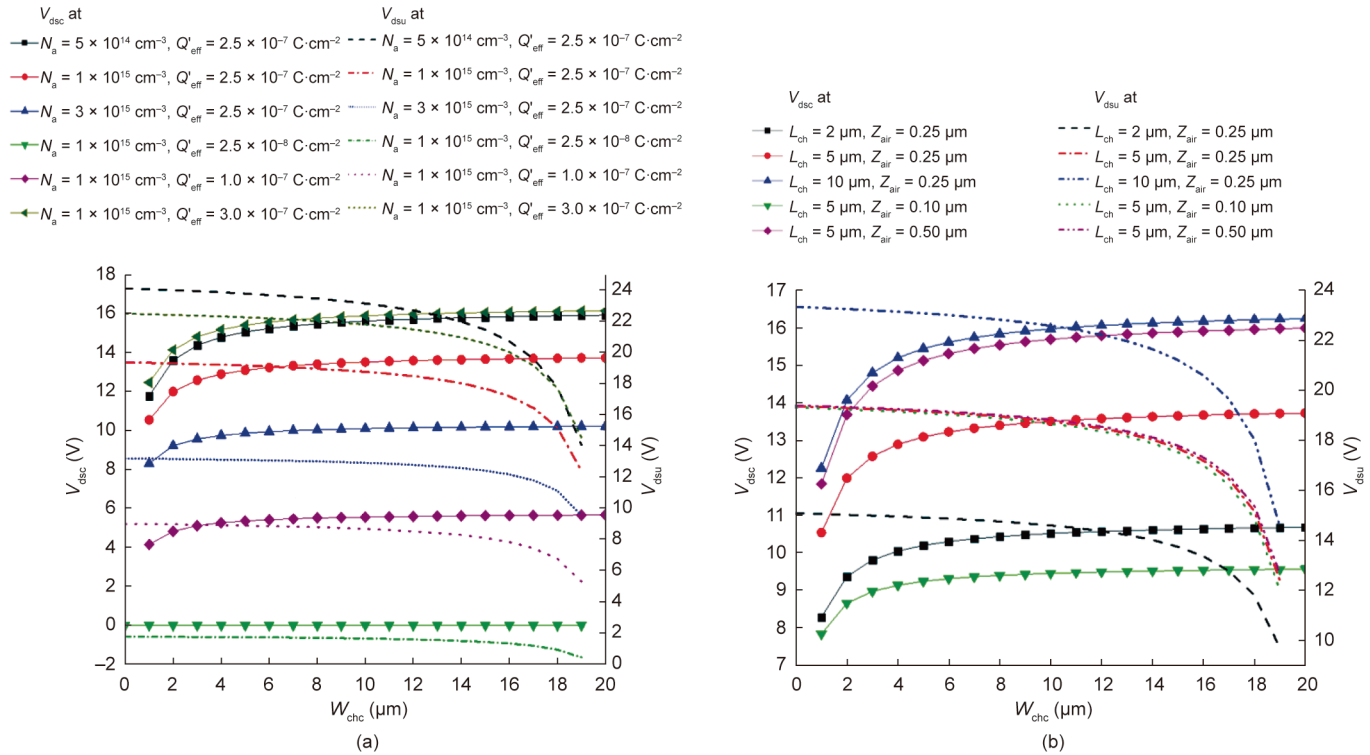 V_dsc at
V_dsu at
N_a = 5 × 10^14 cm^−3, Q'_eff = 2.5 × 10^−7 C·cm^−2
N_a = 5 × 10^14 cm^−3, Q'_eff = 2.5 × 10^−7 C·cm^−2
N_a = 1 × 10^15 cm^−3, Q'_eff = 2.5 × 10^−7 C·cm^−2
N_a = 1 × 10^15 cm^−3, Q'_eff = 2.5 × 10^−7 C·cm^−2
N_a = 3 × 10^15 cm^−3, Q'_eff = 2.5 × 10^−7 C·cm^−2
N_a = 3 × 10^15 cm^−3, Q'_eff = 2.5 × 10^−7 C·cm^−2
N_a = 1 × 10^15 cm^−3, Q'_eff = 2.5 × 10^−8 C·cm^−2
N_a = 1 × 10^15 cm^−3, Q'_eff = 2.5 × 10^−8 C·cm^−2
N_a = 1 × 10^15 cm^−3, Q'_eff = 1.0 × 10^−7 C·cm^−2
N_a = 1 × 10^15 cm^−3, Q'_eff = 1.0 × 10^−7 C·cm^−2
N_a = 1 × 10^15 cm^−3, Q'_eff = 3.0 × 10^−7 C·cm^−2
N_a = 1 × 10^15 cm^−3, Q'_eff = 3.0 × 10^−7 C·cm^−2
18
16
14
12
10
8
6
4
2
0
−2
V_dsc (V)
24
22
20
18
16
14
12
10
8
6
4
2
0
V_dsu (V)
0 2 4 6 8 10 12 14 16 18 20
W_chc (μm)
(a)
V_dsc at
V_dsu at
L_ch = 2 μm, Z_air = 0.25 μm
L_ch = 2 μm, Z_air = 0.25 μm
L_ch = 5 μm, Z_air = 0.25 μm
L_ch = 5 μm, Z_air = 0.25 μm
L_ch = 10 μm, Z_air = 0.25 μm
L_ch = 10 μm, Z_air = 0.25 μm
L_ch = 5 μm, Z_air = 0.10 μm
L_ch = 5 μm, Z_air = 0.10 μm
L_ch = 5 μm, Z_air = 0.50 μm
L_ch = 5 μm, Z_air = 0.50 μm
17
16
15
14
13
12
11
10
9
8
7
V_dsc (V)
24
22
20
18
16
14
12
10
V_dsu (V)
0 2 4 6 8 10 12 14 16 18 20
W_chc (μm)
(b)